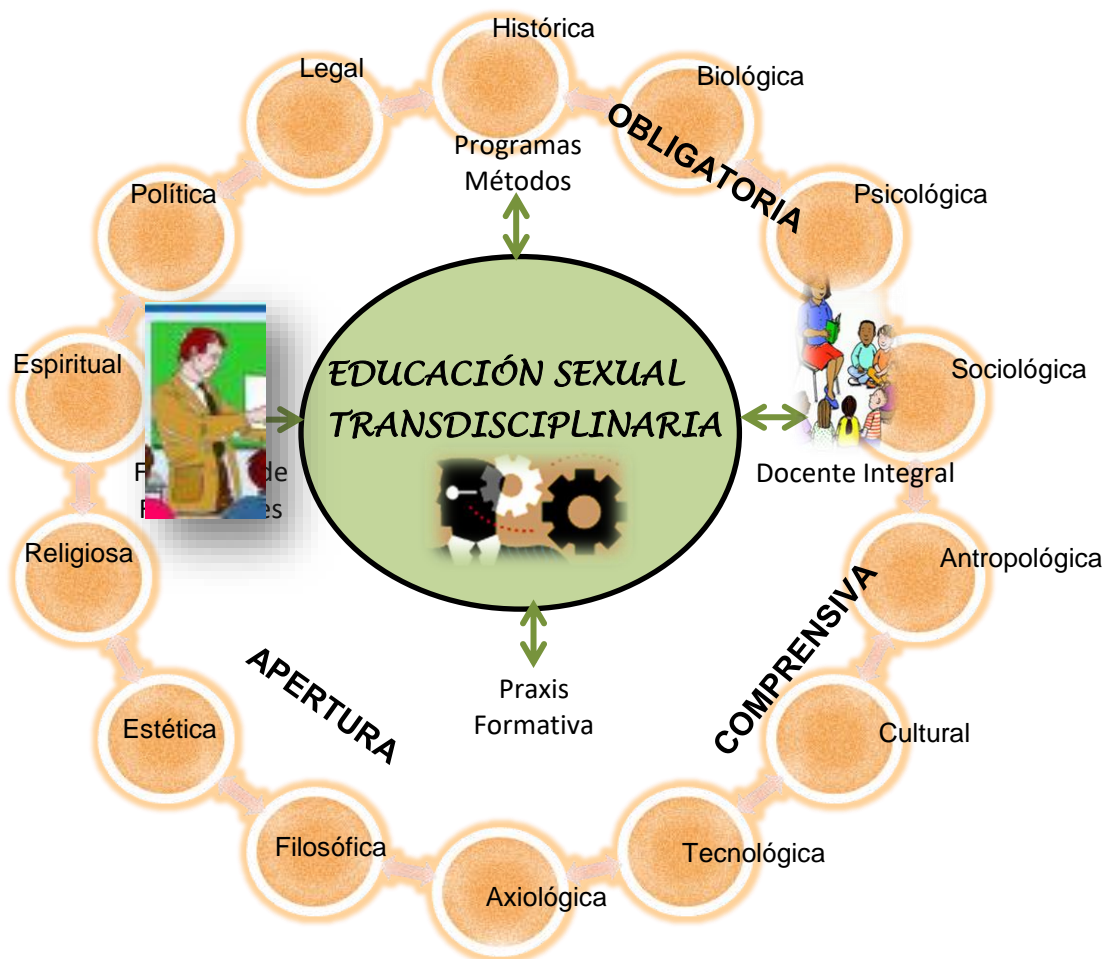 Histórica
Legal
Biológica
OBLIGATORIA
Programas
Métodos
Política
Psicológica
Espiritual
Sociológica
EDUCACIÓN SEXUAL
TRANSDISCIPLINARIA
de
Docente Integral
Religiosa
Antropológica
APERTURA
COMPRENSIVA
Praxis
Formativa
Estética
Cultural
Filosófica
Tecnológica
Axiológica